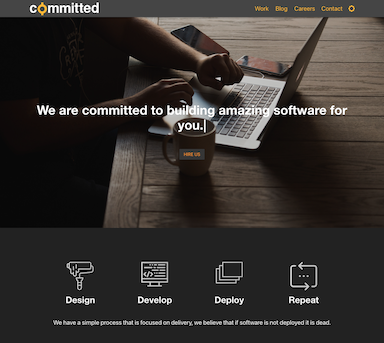 committed
Work Blog Careers Contact
We are committed to building amazing software for
you.
HIRE US
Design Develop Deploy Repeat
We have a simple process that is focused on delivery, we believe that if software is not deployed it is dead.